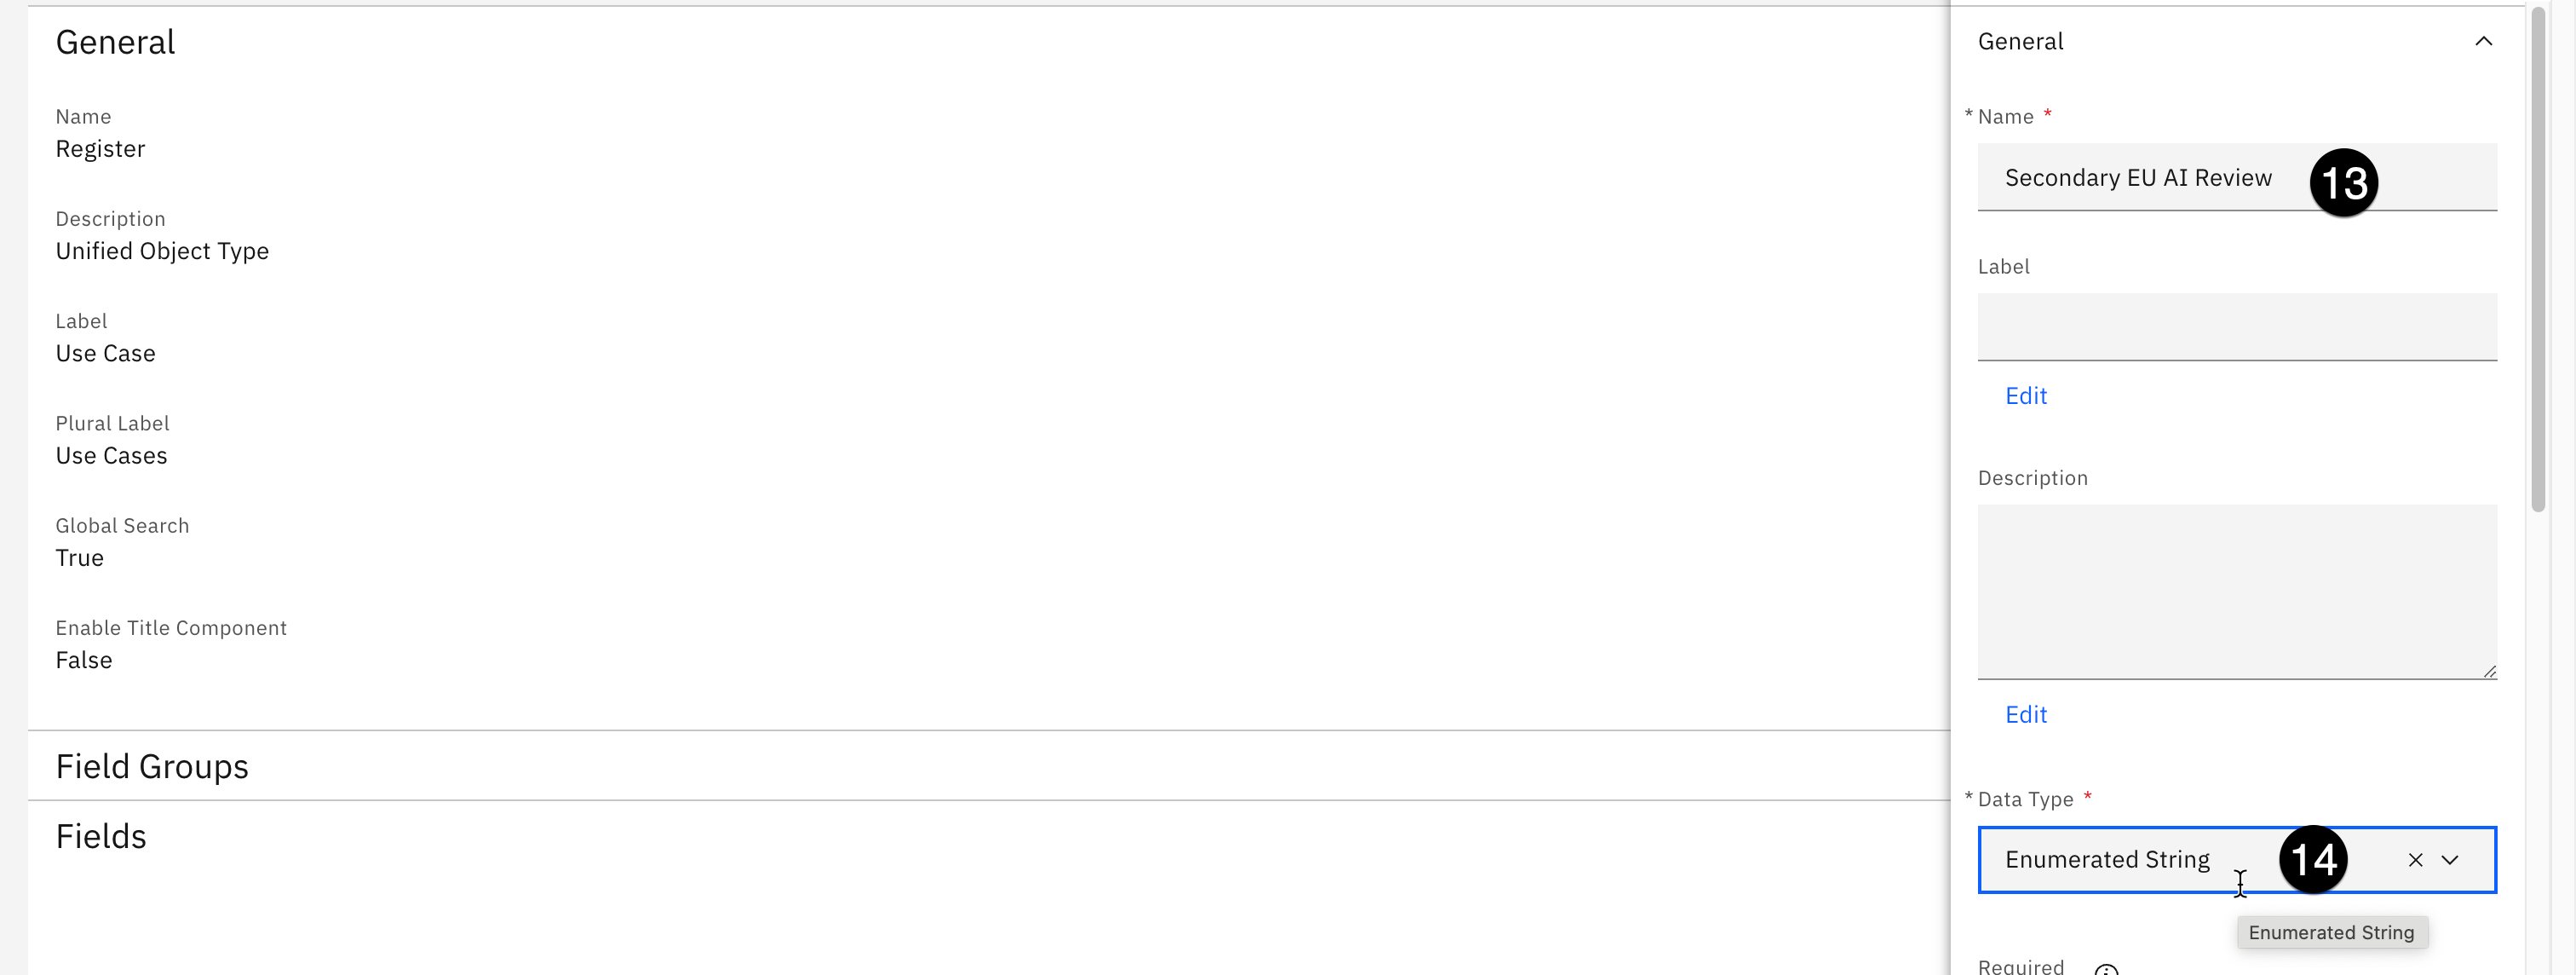 General
Name
Register
Description
Unified Object Type
Label
Use Case
Plural Label
Use Cases
Global Search
True
Enable Title Component
False
Field Groups
Fields
General
* Name *
Secondary EU AI Review
13
Label
Edit
Description
Edit
* Data Type *
Enumerated String
14
Enumerated String
Required